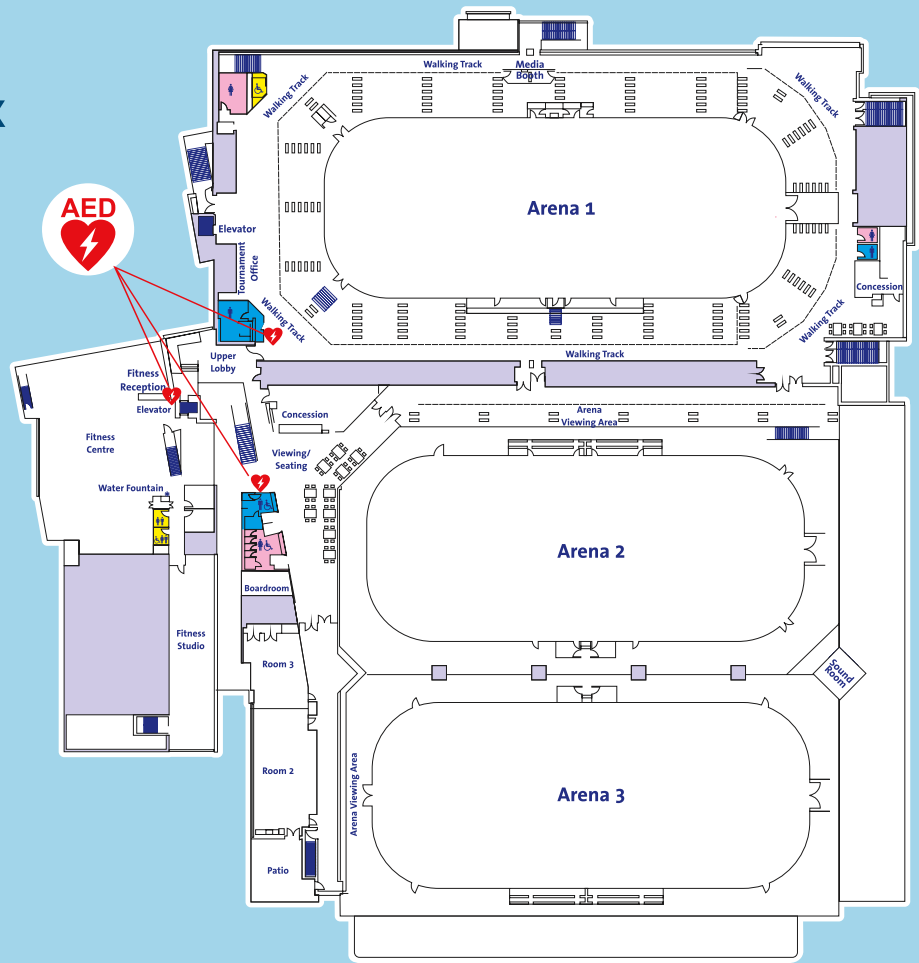 Walking Track
Media
Booth
Walking Track
Walking Track
AED
Arena 1
Elevator
Tournament
Office
Concession
Walking Track
Walking Track
Walking Track
Upper
Lobby
Fitness
Reception
Elevator
Concession
Arena
Viewing Area
Fitness
Centre
Viewing/
Seating
Water Fountain
Arena 2
Boardroom
Fitness
Studio
Room 3
Sound
Room
Room 2
Arena Viewing Area
Arena 3
Patio